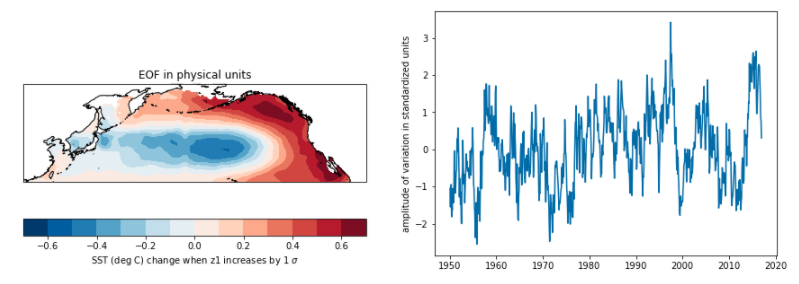 EOF in physical units
−0.6 −0.4 −0.2 0.0 0.2 0.4 0.6
SST (deg C) change when z1 increases by 1 σ
amplitude of variation in standardized units
3
2
1
0
−1
−2
1950 1960 1970 1980 1990 2000 2010 2020